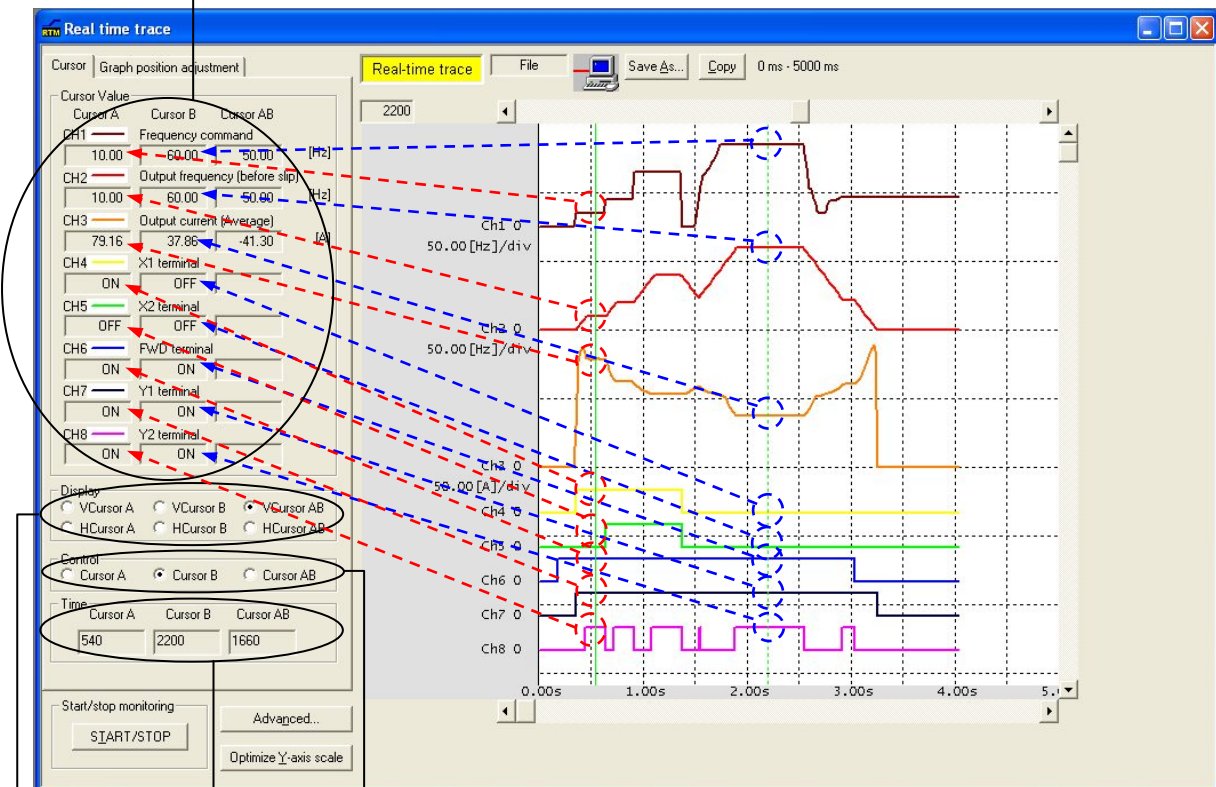 RTM Real time trace
Cursor Graph position adjustment
Real-time trace File Save As... Copy 0 ms - 5000 ms
2200
Cursor Value
Cursor A Cursor B Cursor AB
CH1 Frequency command
10.00 60.00 50.00 [Hz]
CH2 Output frequency (before slip)
10.00 60.00 50.00 [Hz]
CH3 Output current (Average)
79.16 37.86 -41.30 [A]
CH4 X1 terminal
ON OFF
CH5 X2 terminal
OFF OFF
CH6 FWD terminal
ON ON
CH7 Y1 terminal
ON ON
CH8 Y2 terminal
ON ON
Display
VCursor A VCursor B VCursor AB
HCursor A HCursor B HCursor AB
Control
Cursor A Cursor B Cursor AB
Time
Cursor A Cursor B Cursor AB
540 2200 1660
Start/stop monitoring
START/STOP
Advanced...
Optimize Y-axis scale
Ch1 0
50.00[Hz]/div
Ch2 0
50.00[Hz]/div
Ch3 0
50.00[A]/div
Ch4 0
Ch5 0
Ch6 0
Ch7 0
Ch8 0
0.00s 1.00s 2.00s 3.00s 4.00s 5.